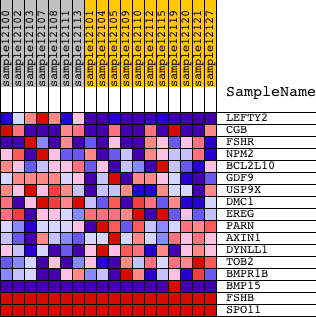 sample12100
sample12102
sample12103
sample12107
sample12108
sample12111
sample12113
sample12101
sample12104
sample12105
sample12109
sample12110
sample12112
sample12115
sample12119
sample12120
sample12121
sample12127
SampleName
LEFTY2
CGB
FSHR
NPM2
BCL2L10
GDF9
USP9X
DMC1
EREG
PARN
AXIN1
DYNLL1
TOB2
BMPR1B
BMP15
FSHB
SPO11